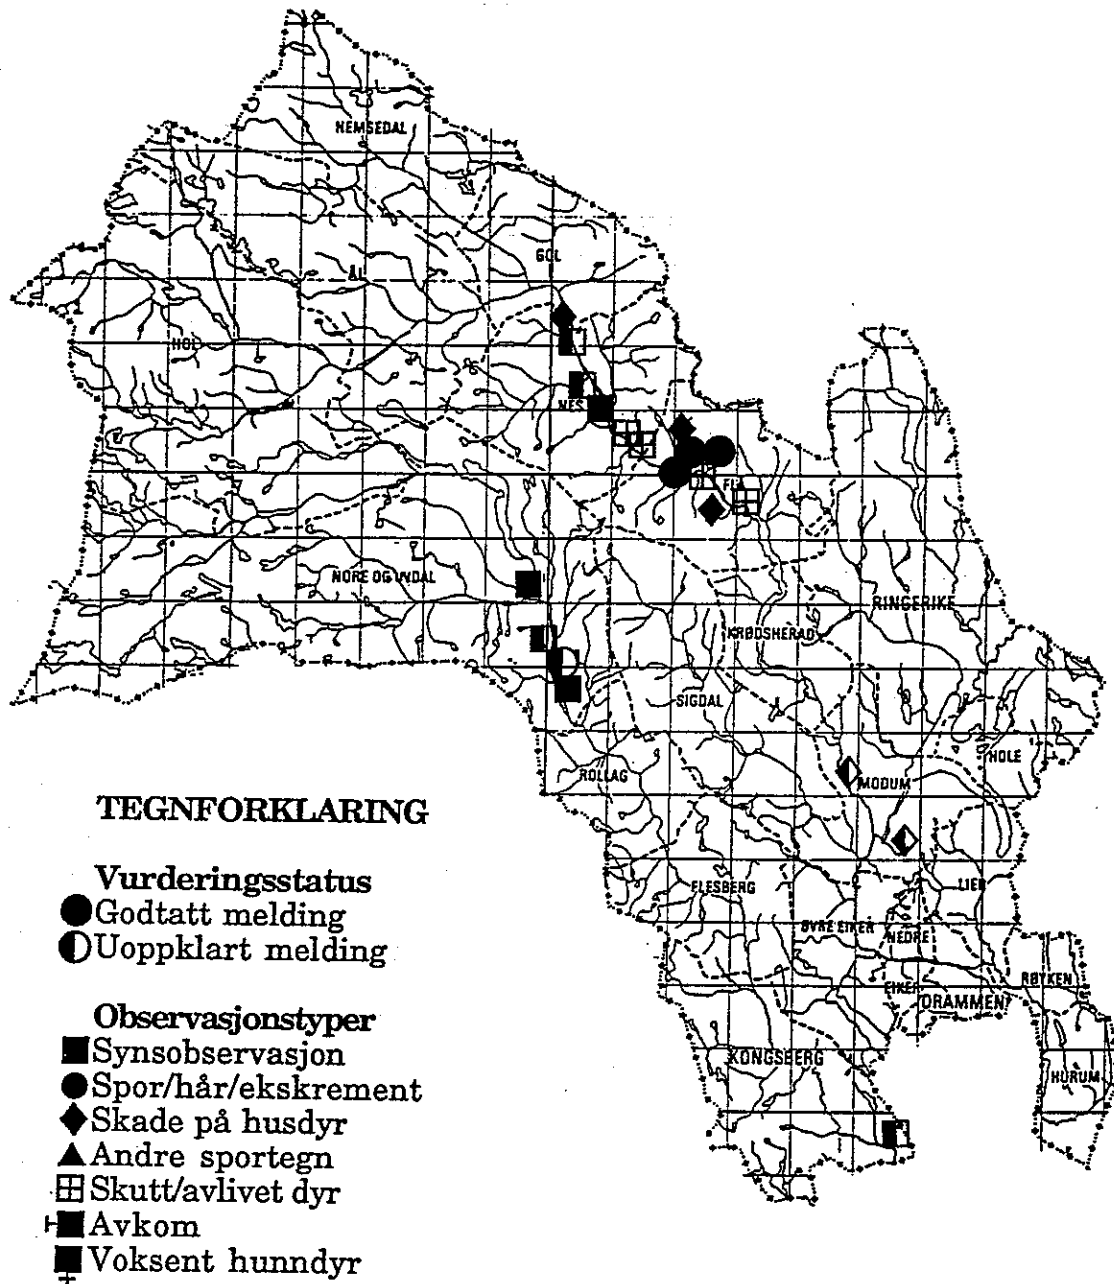 HEMSEDAL
GOL
ÅL
HOL
NES
FLÅ
NORE OG UVDAL
RINGERIKE
KRØDSHERAD
SIGDAL
HOLE
ROLLAG
MODUM
FLESBERG
LIER
ØVRE EIKER
NEDRE
EIKER
RØYKEN
DRAMMEN
KONGSBERG
HURUM
TEGNFORKLARING
Vurderingsstatus
Godtatt melding
Uoppklart melding
Observasjonstyper
Synsobservasjon
Spor/hår/ekskrement
Skade på husdyr
Andre sportegn
Skutt/avlivet dyr
Avkom
Voksent hunndyr